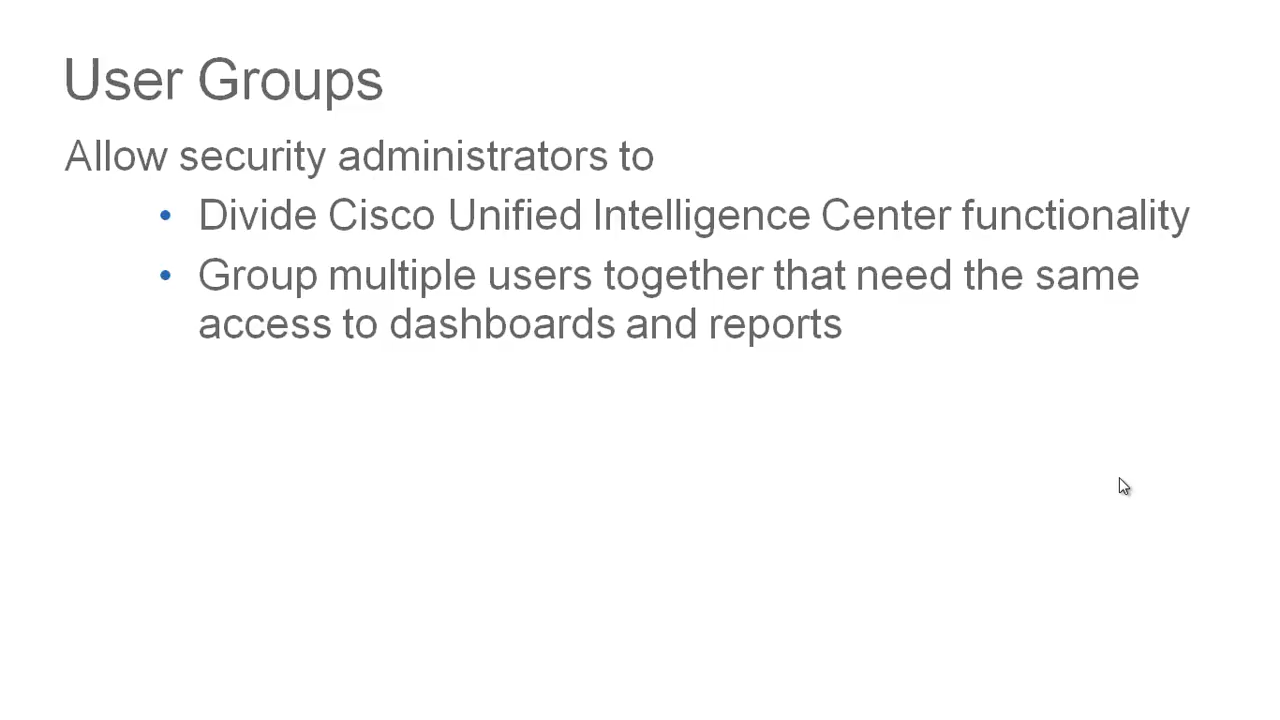 User Groups
Allow security administrators to
• Divide Cisco Unified Intelligence Center functionality
• Group multiple users together that need the same
access to dashboards and reports